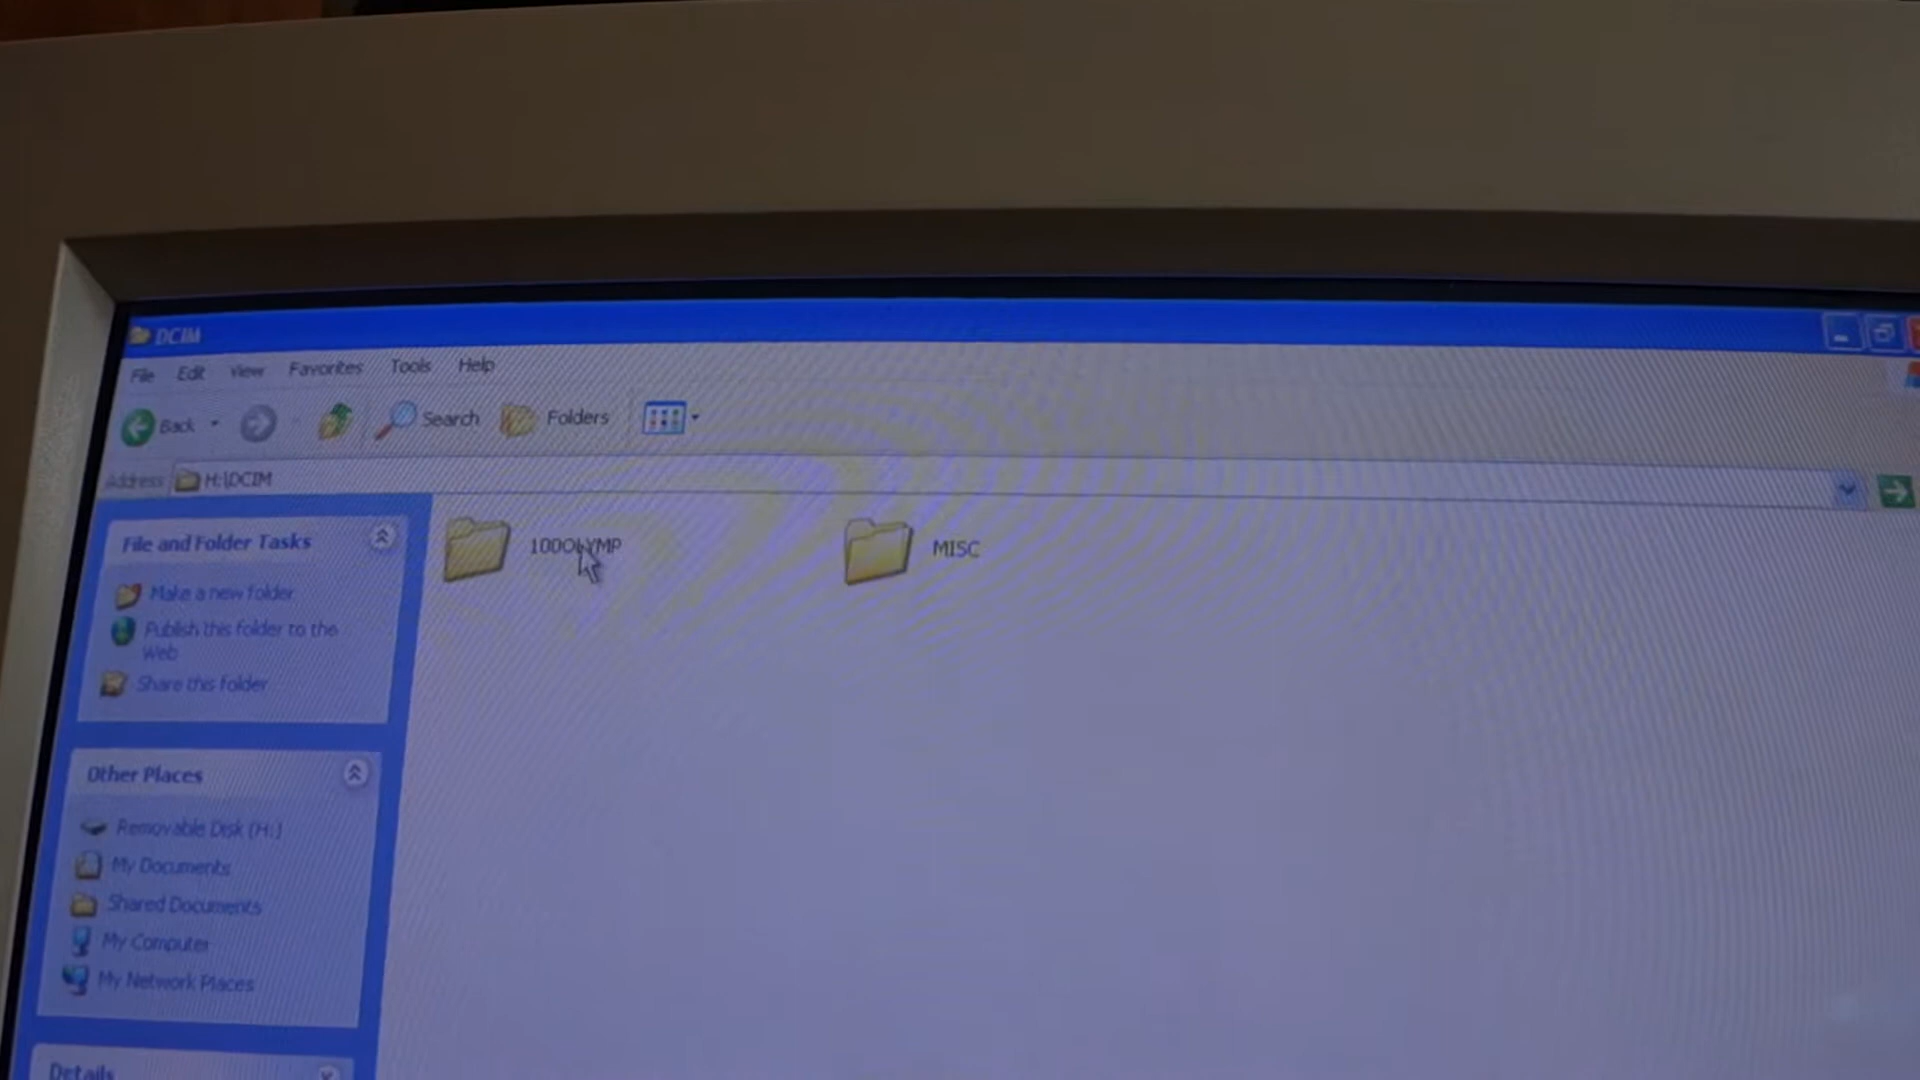 DCIM
File Edit View Favorites Tools Help
Back Search Folders
Address H:\DCIM
File and Folder Tasks
Make a new folder
Publish this folder to the
Web
Share this folder
Other Places
Removable Disk (H:)
My Documents
Shared Documents
My Computer
My Network Places
Details
100OLYMP
MISC